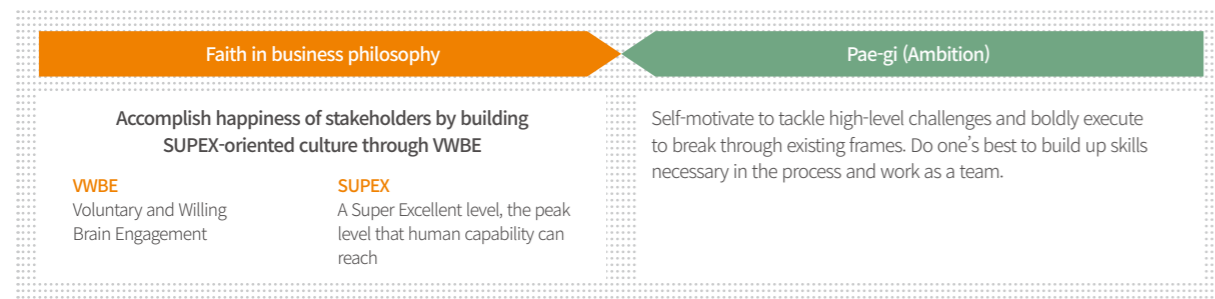 Faith in business philosophy
Pae-gi (Ambition)
Accomplish happiness of stakeholders by building
SUPEX-oriented culture through VWBE
VWBE
Voluntary and Willing
Brain Engagement
SUPEX
A Super Excellent level, the peak
level that human capability can
reach
Self-motivate to tackle high-level challenges and boldly execute
to break through existing frames. Do one’s best to build up skills
necessary in the process and work as a team.